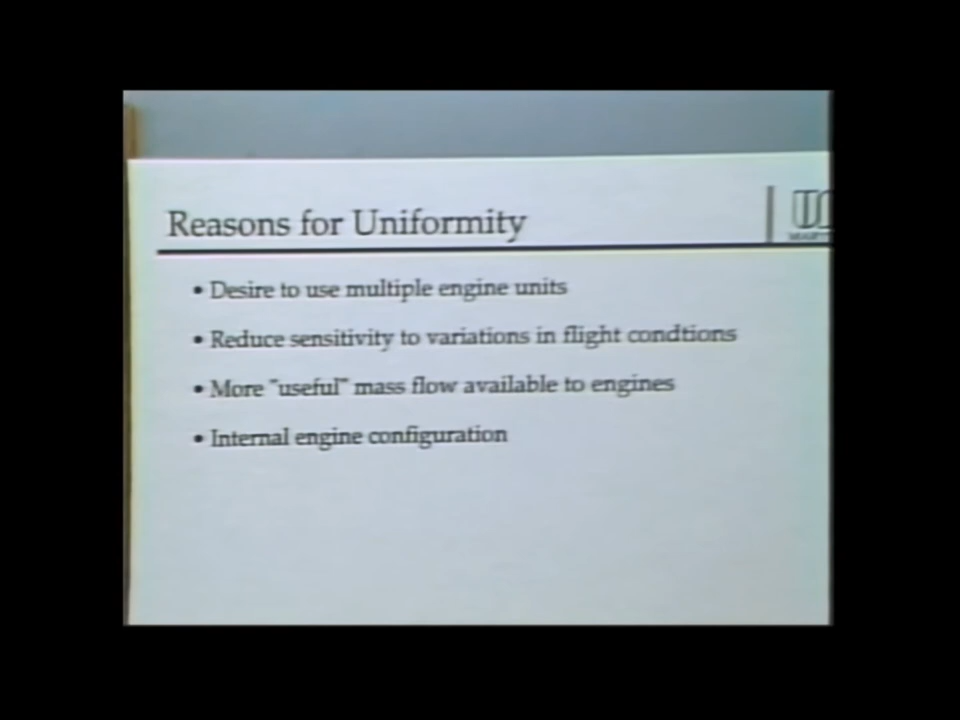 Reasons for Uniformity
• Desire to use multiple engine units
• Reduce sensitivity to variations in flight condtions
• More "useful" mass flow available to engines
• Internal engine configuration